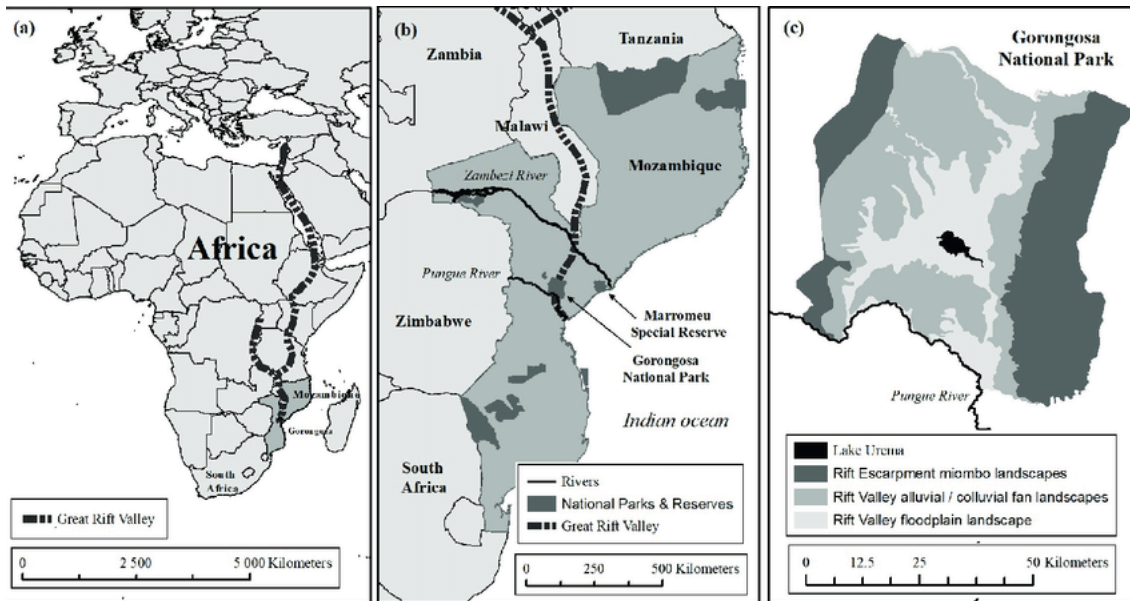 (a)
Africa
Mozambique
Gorongosa
South
Africa
Great Rift Valley
0 2 500 5 000 Kilometers
(b)
Zambia
Tanzania
Malawi
Mozambique
Zambezi River
Pungue River
Zimbabwe
Marromeu
Special Reserve
Gorongosa
National Park
Indian ocean
South
Africa
Rivers
National Parks & Reserves
Great Rift Valley
0 250 500 Kilometers
(c)
Gorongosa
National Park
Pungue River
Lake Urema
Rift Escarpment miombo landscapes
Rift Valley alluvial / colluvial fan landscapes
Rift Valley floodplain landscape
0 12.5 25 50 Kilometers